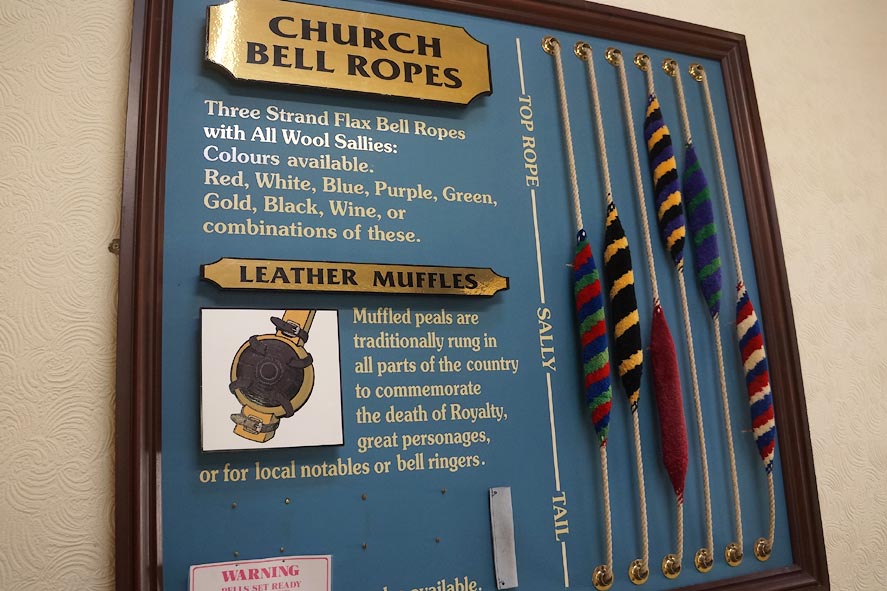 CHURCH
BELL ROPES
Three Strand Flax Bell Ropes
with All Wool Sallies:
Colours available.
Red, White, Blue, Purple, Green,
Gold, Black, Wine, or
combinations of these.
LEATHER MUFFLES
Muffled peals are
traditionally rung in
all parts of the country
to commemorate
the death of Royalty,
great personages,
or for local notables or bell ringers.
WARNING
BELLS SET READY
available.
TOP ROPE
SALLY
TAIL